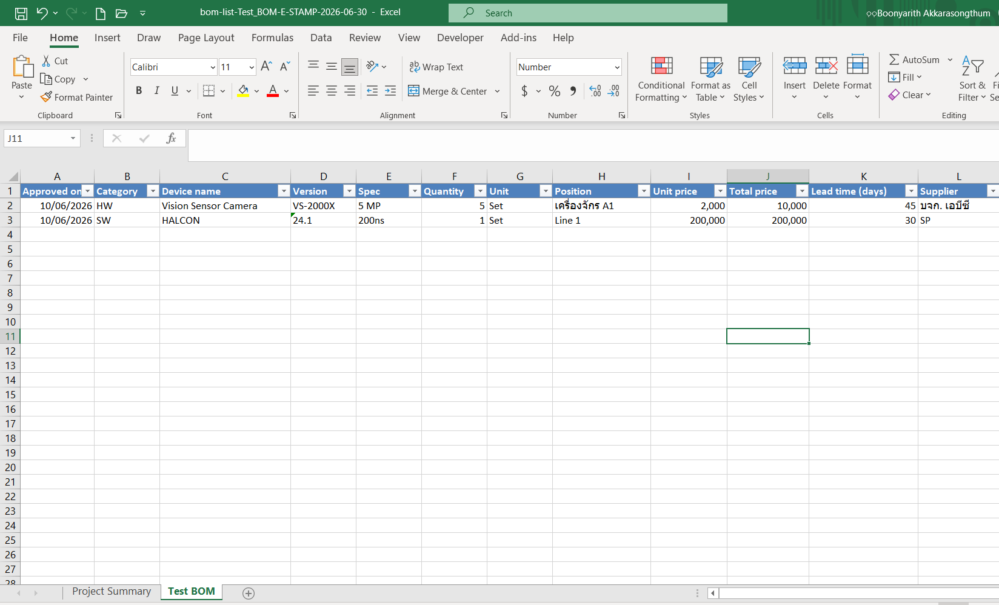 bom-list-Test_BOM-E-STAMP-2026-06-30 - Excel
Search
Boonyarith Akkarasongthum
File Home Insert Draw Page Layout Formulas Data Review View Developer Add-ins Help
Paste
Cut
Copy
Format Painter
Clipboard
Calibri 11
B I U
Font
Wrap Text
Merge & Center
Alignment
Number
$ % 9
Number
Conditional Formatting
Format as Table
Cell Styles
Styles
Insert Delete Format
Cells
AutoSum
Fill
Clear
Sort & Filter
Editing
J11
fx
A B C D E F G H I J K L
1 Approved on Category Device name Version Spec Quantity Unit Position Unit price Total price Lead time (days) Supplier
2 10/06/2026 HW Vision Sensor Camera VS-2000X 5 MP 5 Set เครื่องจักร A1 2,000 10,000 45 บจก. เอบีซี
3 10/06/2026 SW HALCON 24.1 200ns 1 Set Line 1 200,000 200,000 30 SP
4
5
6
7
8
9
10
11
12
13
14
15
16
17
18
19
20
21
22
23
24
25
26
27
28
Project Summary Test BOM